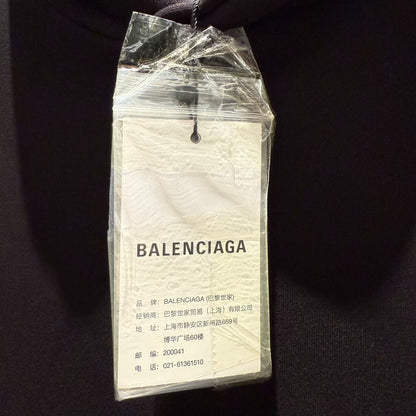 BALENCIAGA
品 牌: BALENCIAGA (巴黎世家)
经销商: 巴黎世家贸易 (上海) 有限公司
地 址: 上海市静安区新闸路669号
博华广场60楼
邮 编: 200041
电 话: 021-61361510